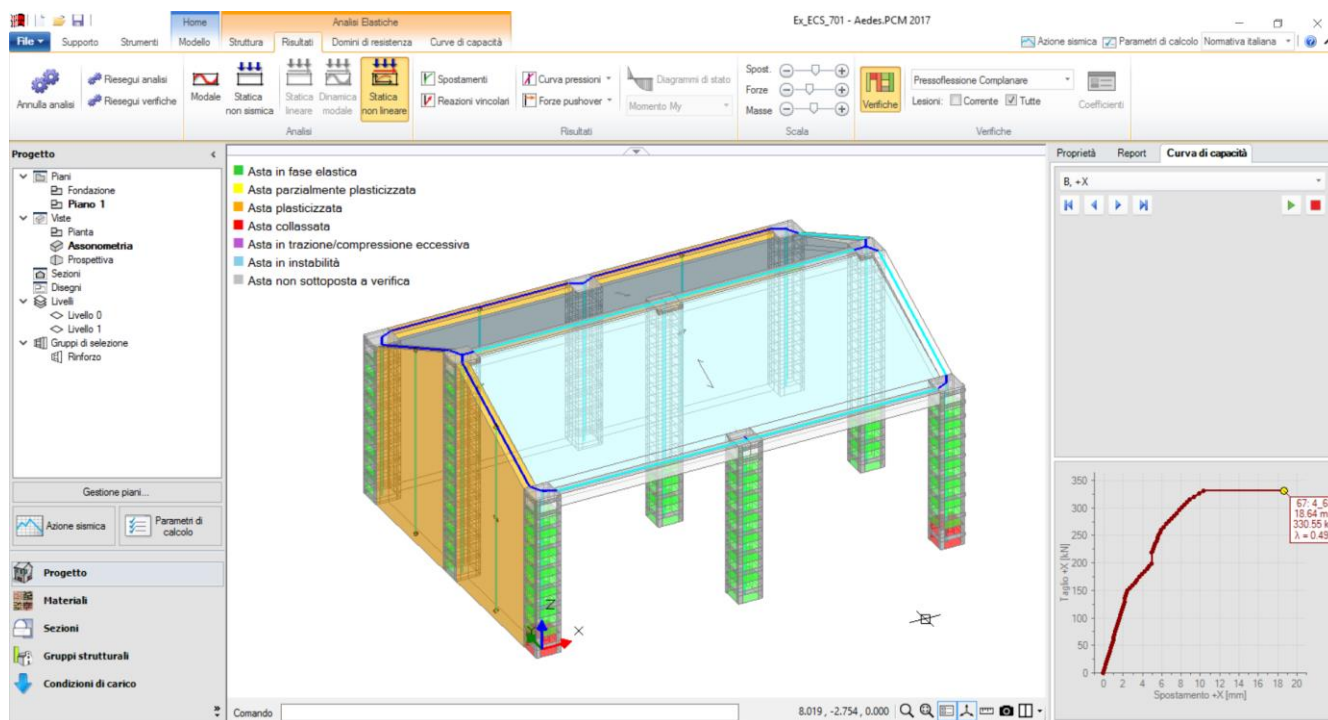 Ex_ECS_701 - Aedes.PCM 2017
Home
Analisi Elastiche
File
Supporto
Strumenti
Modello
Struttura
Risultati
Domini di resistenza
Curve di capacità
Azione sismica
Parametri di calcolo
Normativa italiana
Annulla analisi
Riesegui analisi
Riesegui verifiche
Modale
Statica
non sismica
Statica
lineare
Dinamica
modale
Statica
non lineare
Analisi
Spostamenti
Reazioni vincolari
Curva pressioni
Forze pushover
Diagrammi di stato
Momento My
Risultati
Spost.
Forze
Masse
Scala
Verifiche
Pressoflessione Complanare
Lesioni: Corrente Tutte
Coefficienti
Verifiche
Progetto
Piani
Fondazione
Piano 1
Viste
Pianta
Assonometria
Prospettiva
Sezioni
Disegni
Livelli
Livello 0
Livello 1
Gruppi di selezione
Rinforzo
Gestione piani...
Azione sismica
Parametri di
calcolo
Progetto
Materiali
Sezioni
Gruppi strutturali
Condizioni di carico
Asta in fase elastica
Asta parzialmente plasticizzata
Asta plasticizzata
Asta collassata
Asta in trazione/compressione eccessiva
Asta in instabilità
Asta non sottoposta a verifica
Z
X
Comando
8.019 , -2.754 , 0.000
Proprietà
Report
Curva di capacità
B, +X
Taglio +X [kN]
350
300
250
200
150
100
50
0
67: 4_6
18.64 m
330.55 k
λ = 0.49
0 2 4 6 8 10 12 14 16 18 20
Spostamento +X [mm]